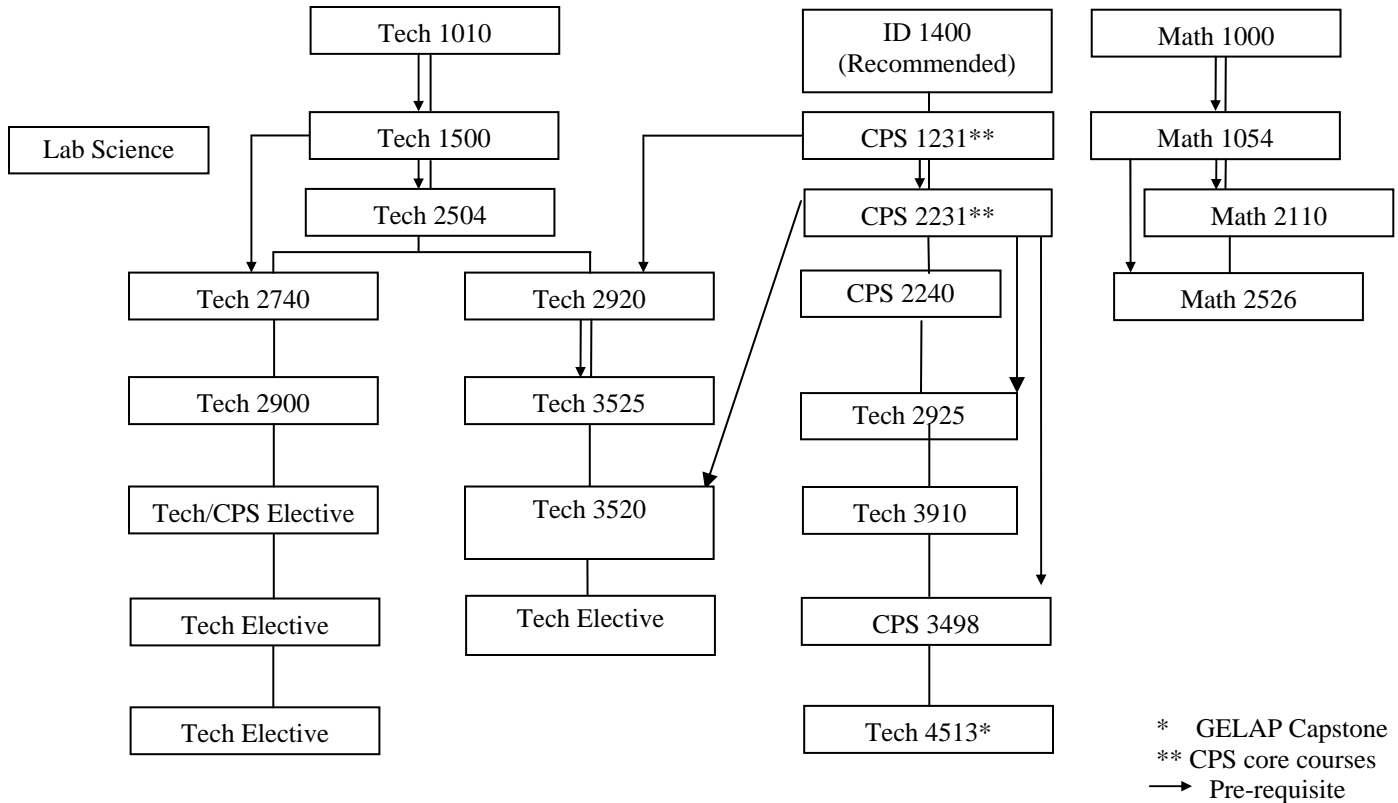 Tech 1010
ID 1400
(Recommended)
Math 1000
Lab Science
Tech 1500
CPS 1231**
Math 1054
Tech 2504
CPS 2231**
Math 2110
Tech 2740
Tech 2920
CPS 2240
Math 2526
Tech 2900
Tech 3525
Tech 2925
Tech/CPS Elective
Tech 3520
Tech 3910
Tech Elective
Tech Elective
CPS 3498
Tech Elective
Tech 4513*
* GELAP Capstone
** CPS core courses
Pre-requisite